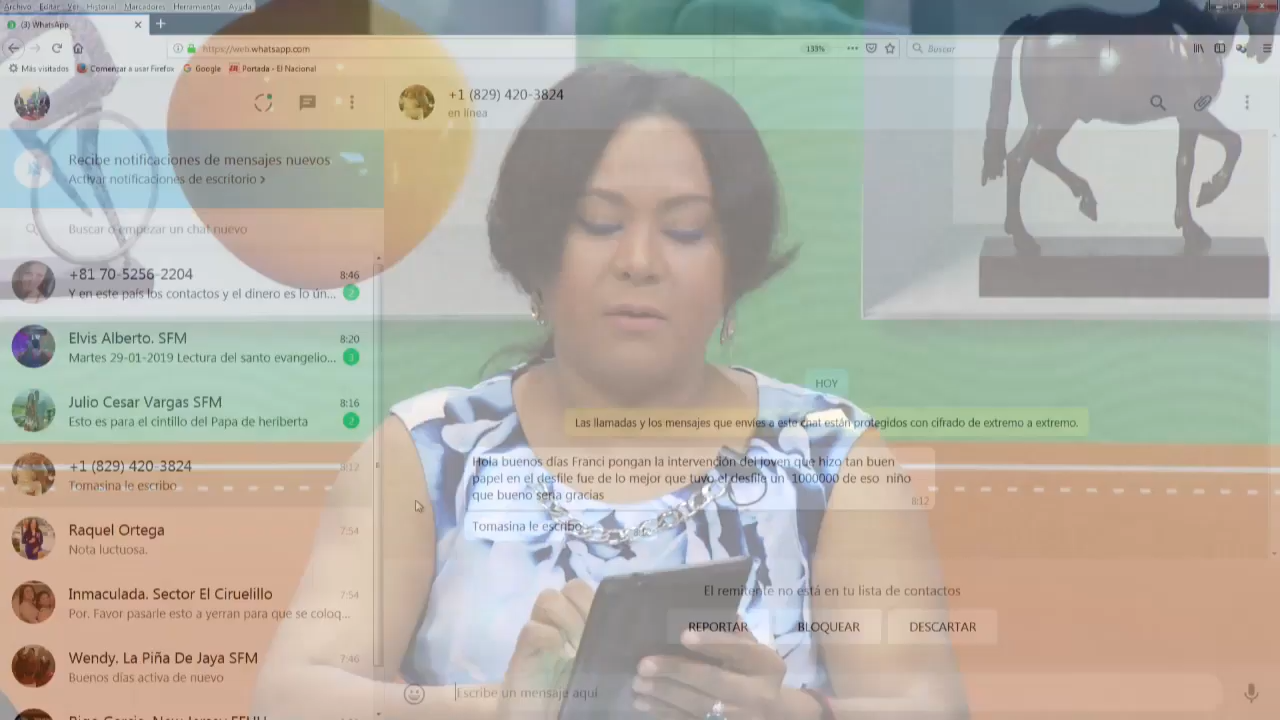 Archivo Editar Ver Historial Marcadores Herramientas Ayuda
(3) WhatsApp
https://web.whatsapp.com
133%
Buscar
Más visitados Comenzar a usar Firefox Google Portada - El Nacional
+1 (829) 420-3824
en línea
Recibe notificaciones de mensajes nuevos
Activar notificaciones de escritorio >
Buscar o empezar un chat nuevo
+81 70-5256-2204 8:46
Y en este país los contactos y el dinero es lo ún... 2
Elvis Alberto. SFM 8:20
Martes 29-01-2019 Lectura del santo evangelio... 3
Julio Cesar Vargas SFM 8:16
Esto es para el cintillo del Papa de heriberta 2
+1 (829) 420-3824 8:12
Tomasina le escribo
Raquel Ortega 7:54
Nota luctuosa.
Inmaculada. Sector El Ciruelillo 7:54
Por. Favor pasarle esto a yerran para que se coloq...
Wendy. La Piña De Jaya SFM 7:46
Buenos días activa de nuevo
HOY
Las llamadas y los mensajes que envíes a este chat están protegidos con cifrado de extremo a extremo.
Hola buenos días Franci pongan la intervención del joven que hizo tan buen
papel en el desfile fue de lo mejor que tuvo el desfile un 1000000 de eso niño
que bueno seria gracias
8:12
Tomasina le escribo
El remitente no está en tu lista de contactos
REPORTAR BLOQUEAR DESCARTAR
Escribe un mensaje aquí